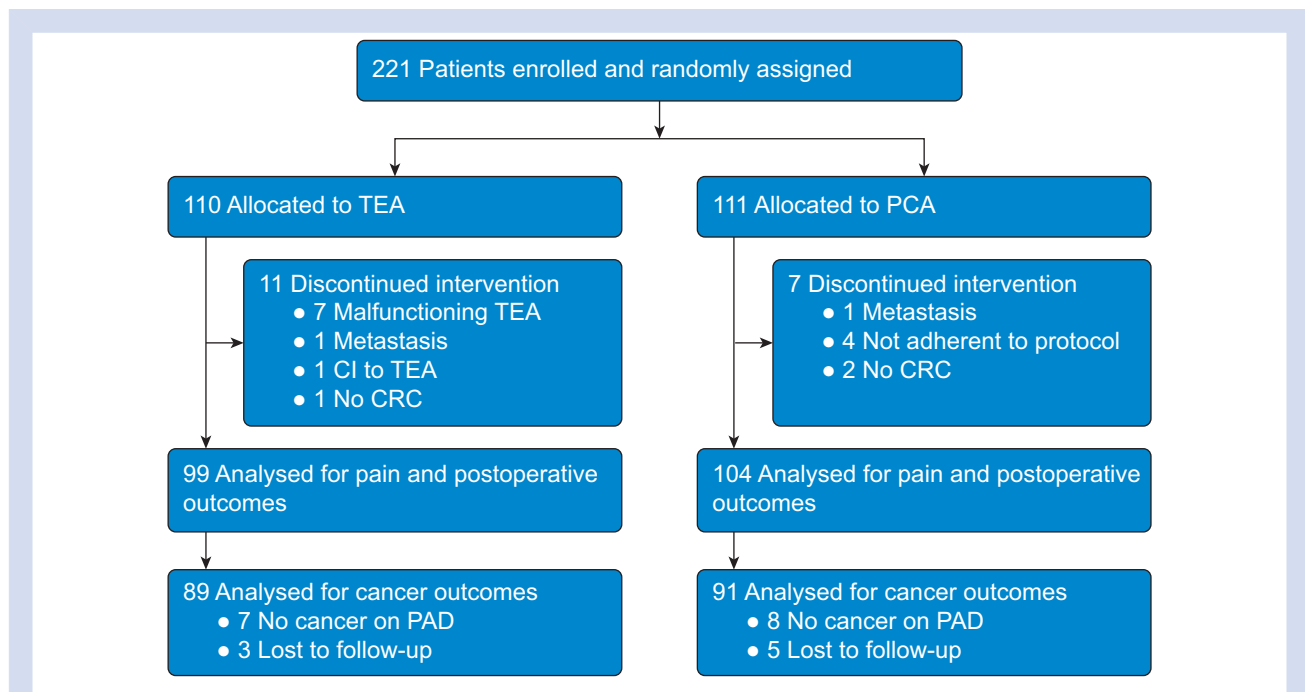 221 Patients enrolled and randomly assigned
110 Allocated to TEA
111 Allocated to PCA
11 Discontinued intervention
● 7 Malfunctioning TEA
● 1 Metastasis
● 1 CI to TEA
● 1 No CRC
7 Discontinued intervention
● 1 Metastasis
● 4 Not adherent to protocol
● 2 No CRC
99 Analysed for pain and postoperative
outcomes
104 Analysed for pain and postoperative
outcomes
89 Analysed for cancer outcomes
● 7 No cancer on PAD
● 3 Lost to follow-up
91 Analysed for cancer outcomes
● 8 No cancer on PAD
● 5 Lost to follow-up